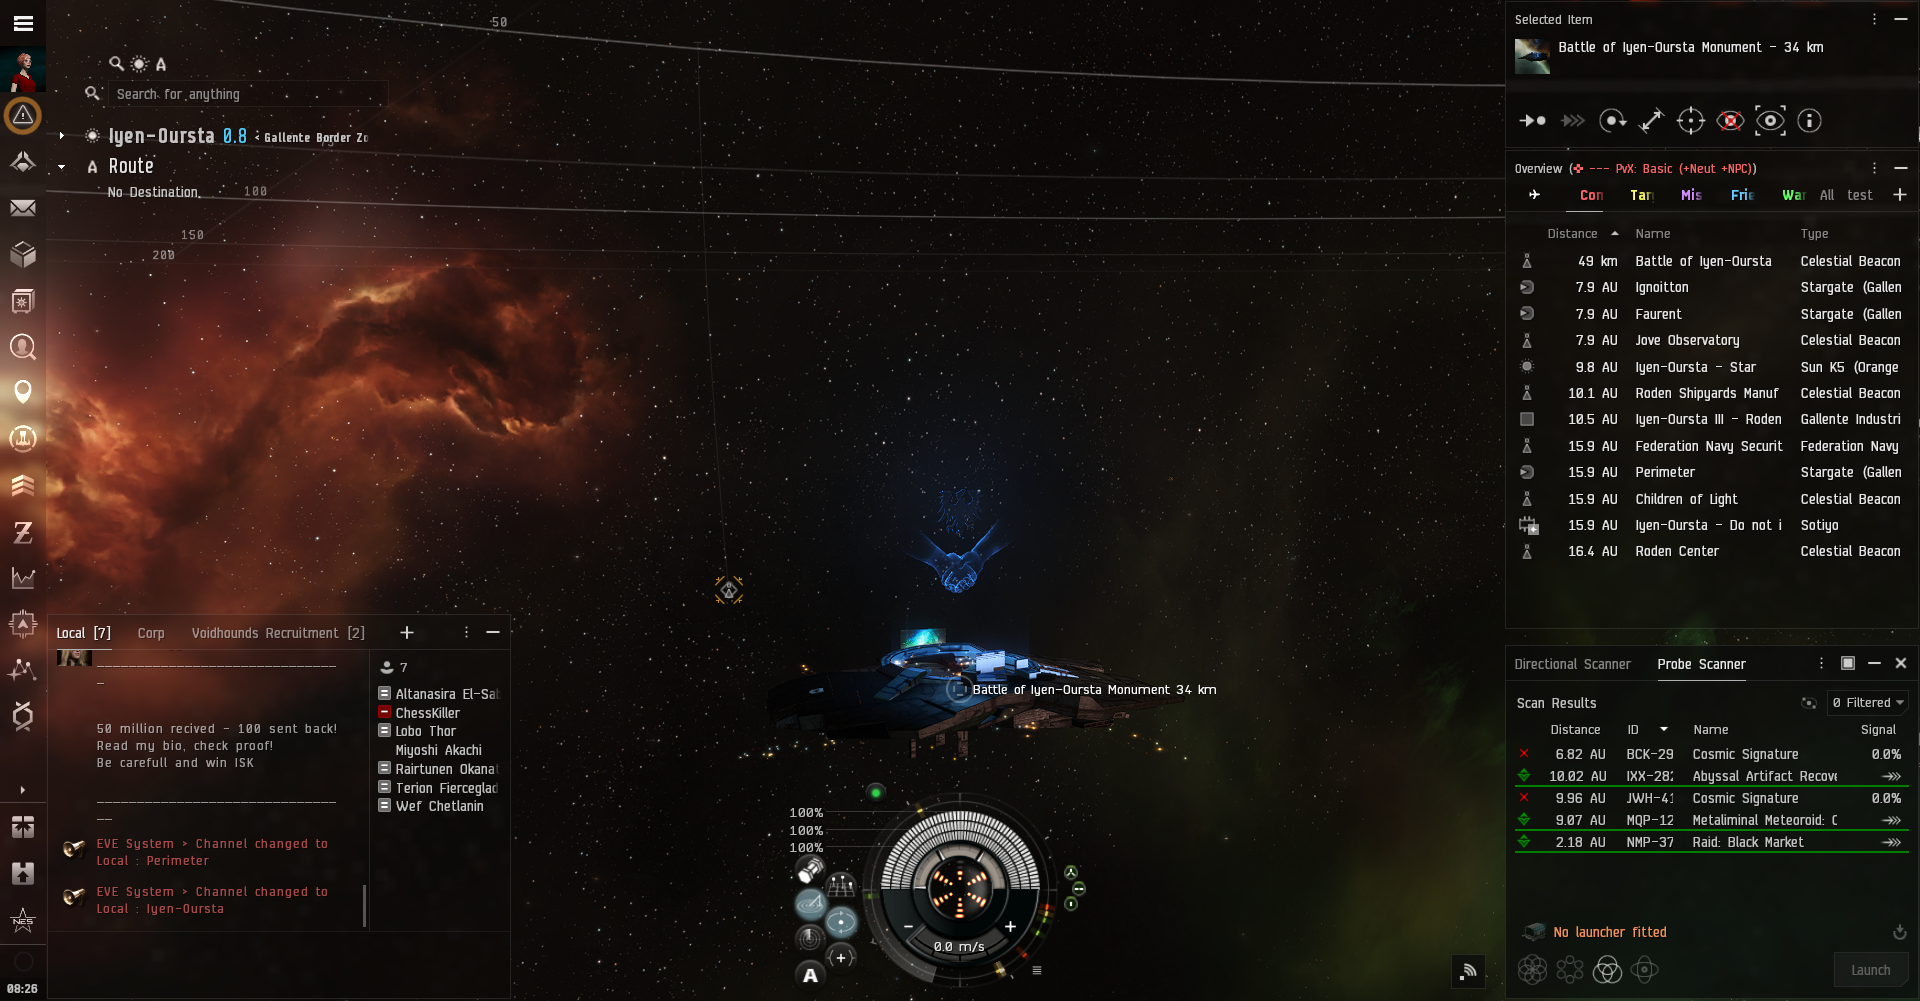 50
75
100
150
200
Search for anything
Iyen-Oursta 0.8 < Gallente Border Zo
Route
No Destination
Local [7]
Corp
Voidhounds Recruitment [2]
50 million recived - 100 sent back!
Read my bio, check proof!
Be carefull and win ISK
EVE System > Channel changed to
Local : Perimeter
EVE System > Channel changed to
Local : Iyen-Oursta
7
Altanasira El-Sa
ChessKiller
Lobo Thor
Miyoshi Akachi
Rairtunen Okana
Terion Fierceglad
Wef Chetlanin
NES
08:26
Battle of Iyen-Oursta Monument 34 km
100%
100%
100%
0.0 m/s
A
Selected Item
Battle of Iyen-Oursta Monument - 34 km
Overview (--- PvX: Basic (+Neut +NPC))
Con Tar Mis Frie War All test
Distance Name Type
49 km Battle of Iyen-Oursta Celestial Beacon
7.9 AU Ignoitton Stargate (Gallen
7.9 AU Faurent Stargate (Gallen
7.9 AU Jove Observatory Celestial Beacon
9.8 AU Iyen-Oursta - Star Sun K5 (Orange
10.1 AU Roden Shipyards Manuf Celestial Beacon
10.5 AU Iyen-Oursta III - Roden Gallente Industri
15.9 AU Federation Navy Securit Federation Navy
15.9 AU Perimeter Stargate (Gallen
15.9 AU Children of Light Celestial Beacon
15.9 AU Iyen-Oursta - Do not i Sotiyo
16.4 AU Roden Center Celestial Beacon
Directional Scanner Probe Scanner
Scan Results 0 Filtered
Distance ID Name Signal
6.82 AU BCK-29 Cosmic Signature 0.0%
10.02 AU IXX-282 Abyssal Artifact Recove
9.96 AU JWH-41 Cosmic Signature 0.0%
9.07 AU MQP-12 Metaliminal Meteoroid: C
2.18 AU NMP-37 Raid: Black Market
No launcher fitted
Launch